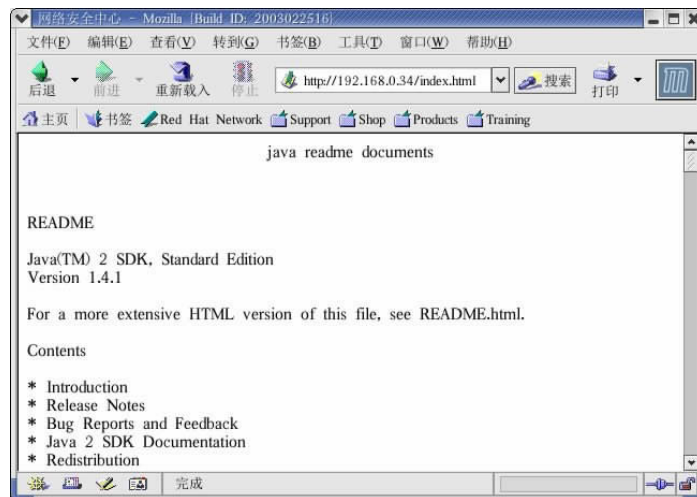 网络安全中心 - Mozilla {Build ID: 2003022516}
文件(F) 编辑(E) 查看(V) 转到(G) 书签(B) 工具(T) 窗口(W) 帮助(H)
后退 前进 重新载入 停止 http://192.168.0.34/index.html 搜索 打印
主页 书签 Red Hat Network Support Shop Products Training
java readme documents
README
Java(TM) 2 SDK, Standard Edition
Version 1.4.1
For a more extensive HTML version of this file, see README.html.
Contents
* Introduction
* Release Notes
* Bug Reports and Feedback
* Java 2 SDK Documentation
* Redistribution
完成